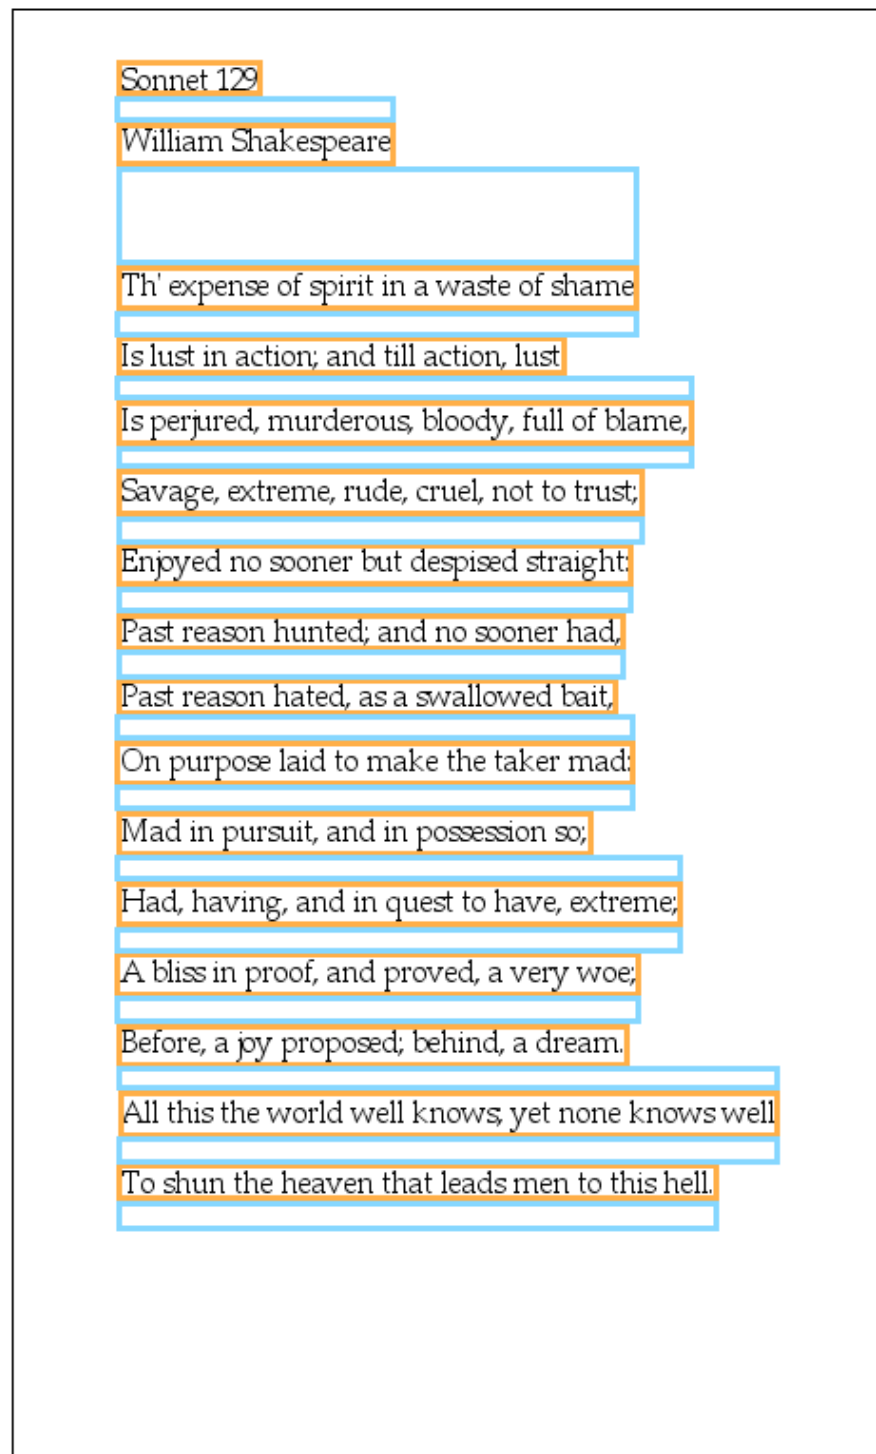 Sonnet 129
William Shakespeare
Th' expense of spirit in a waste of shame
Is lust in action; and till action, lust
Is perjured, murderous, bloody, full of blame,
Savage, extreme, rude, cruel, not to trust;
Enjoyed no sooner but despised straight:
Past reason hunted; and no sooner had,
Past reason hated, as a swallowed bait,
On purpose laid to make the taker mad:
Mad in pursuit, and in possession so;
Had, having, and in quest to have, extreme;
A bliss in proof, and proved, a very woe;
Before, a joy proposed; behind, a dream.
All this the world well knows, yet none knows well
To shun the heaven that leads men to this hell.